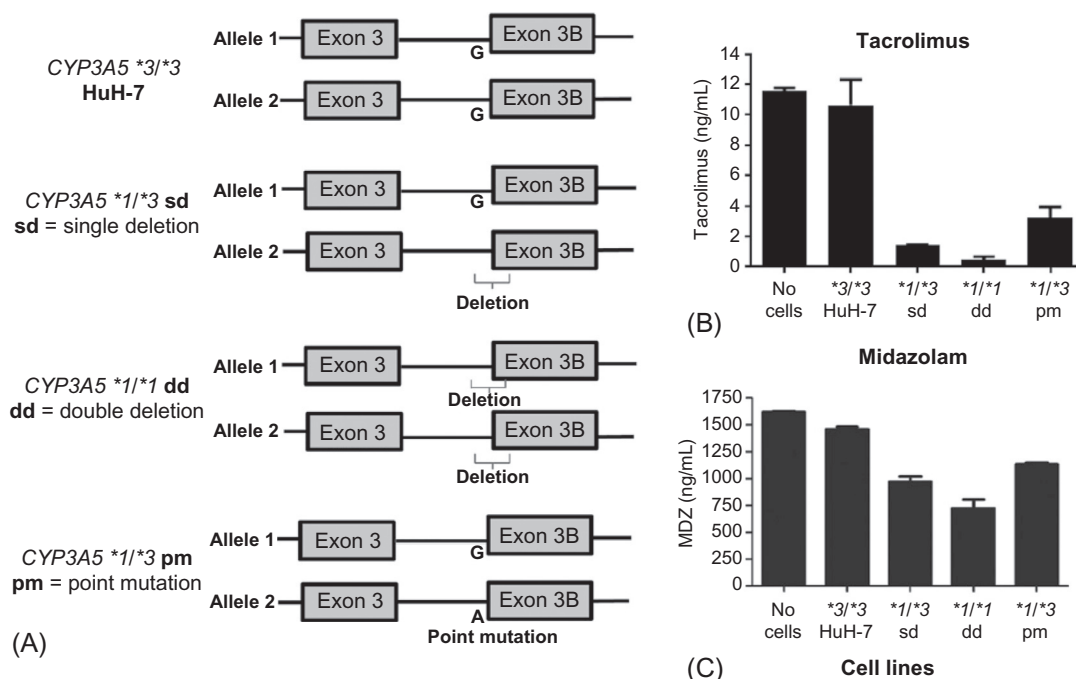 Allele 1 Exon 3 Exon 3B
G
CYP3A5 *3/*3
HuH-7
Allele 2 Exon 3 Exon 3B
G
Allele 1 Exon 3 Exon 3B
G
CYP3A5 *1/*3 sd
sd = single deletion
Allele 2 Exon 3 Exon 3B
Deletion
Allele 1 Exon 3 Exon 3B
Deletion
CYP3A5 *1/*1 dd
dd = double deletion
Allele 2 Exon 3 Exon 3B
Deletion
Allele 1 Exon 3 Exon 3B
G
CYP3A5 *1/*3 pm
pm = point mutation
Allele 2 Exon 3 Exon 3B
A
Point mutation
(A)
Tacrolimus
Tacrolimus (ng/mL)
14
12
10
8
6
4
2
0
No *3/*3 *1/*3 *1/*1 *1/*3
cells HuH-7 sd dd pm
(B)
Midazolam
MDZ (ng/mL)
1750
1500
1250
1000
750
500
250
0
No *3/*3 *1/*3 *1/*1 *1/*3
cells HuH-7 sd dd pm
(C) Cell lines